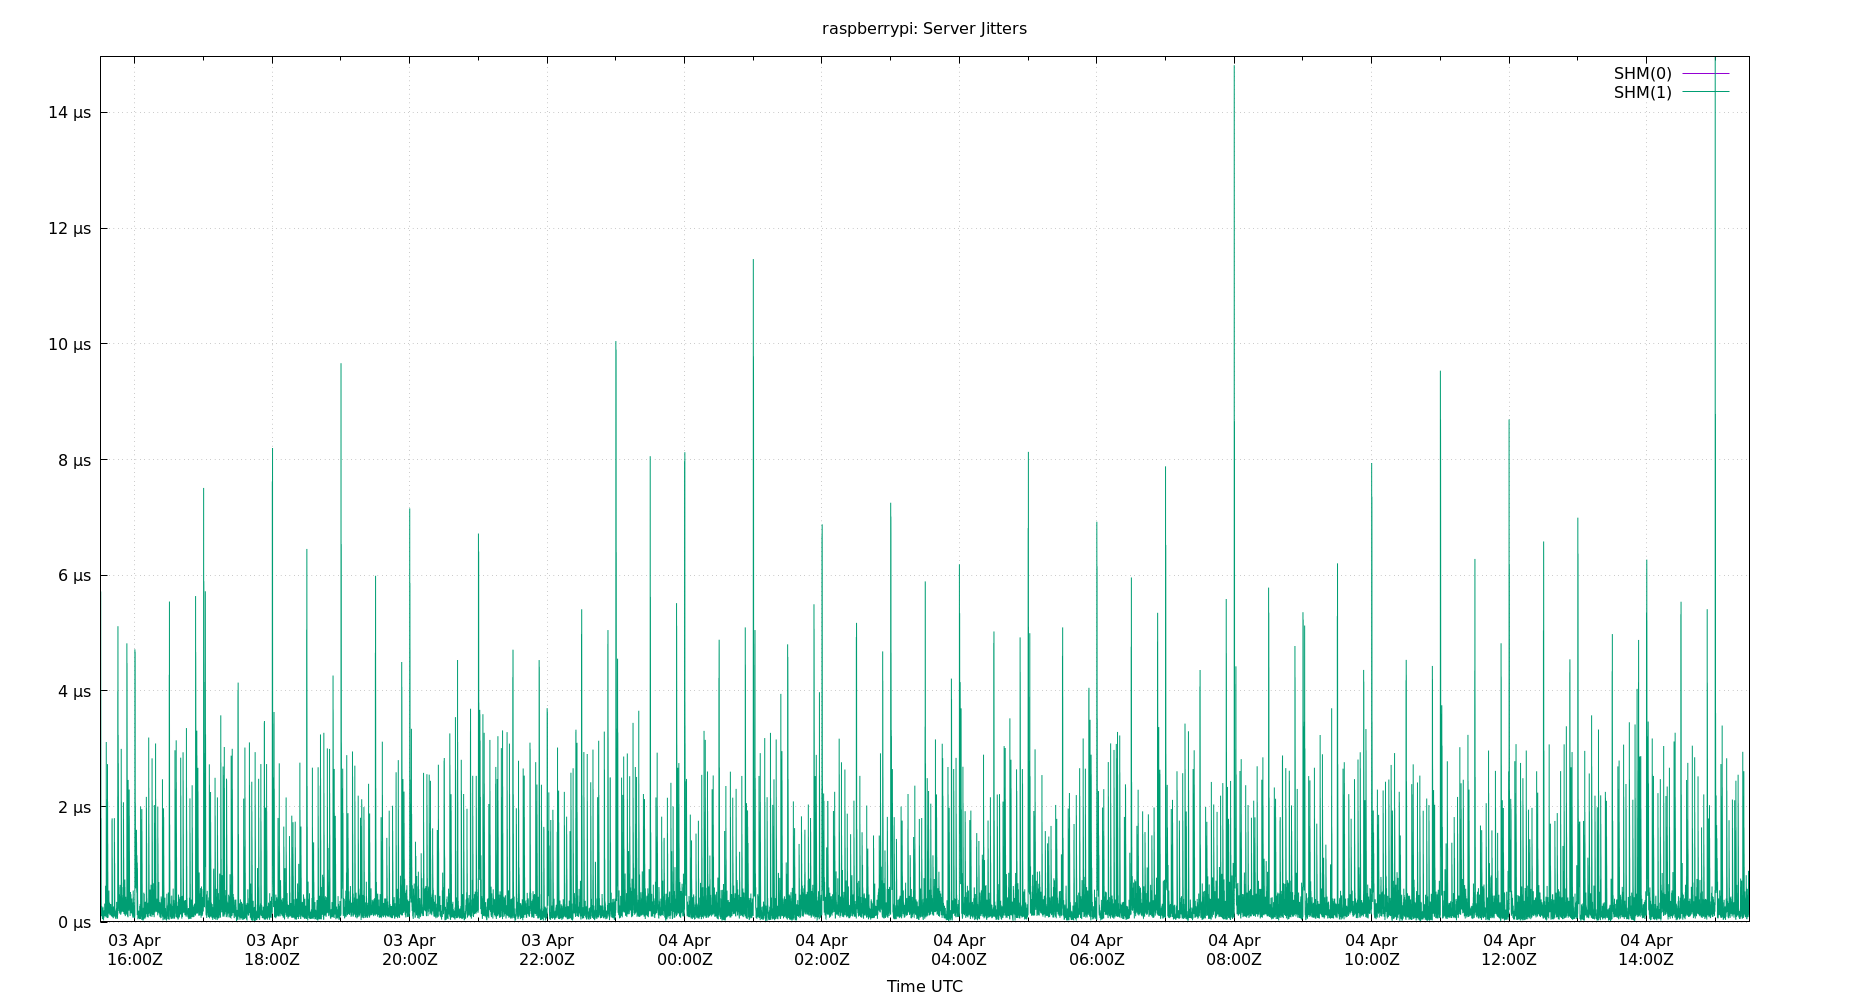 raspberrypi: Server Jitters
SHM(0)
SHM(1)
14 µs
12 µs
10 µs
8 µs
6 µs
4 µs
2 µs
0 µs
03 Apr 03 Apr 03 Apr 03 Apr 04 Apr 04 Apr 04 Apr 04 Apr 04 Apr 04 Apr 04 Apr 04 Apr
16:00Z 18:00Z 20:00Z 22:00Z 00:00Z 02:00Z 04:00Z 06:00Z 08:00Z 10:00Z 12:00Z 14:00Z
Time UTC